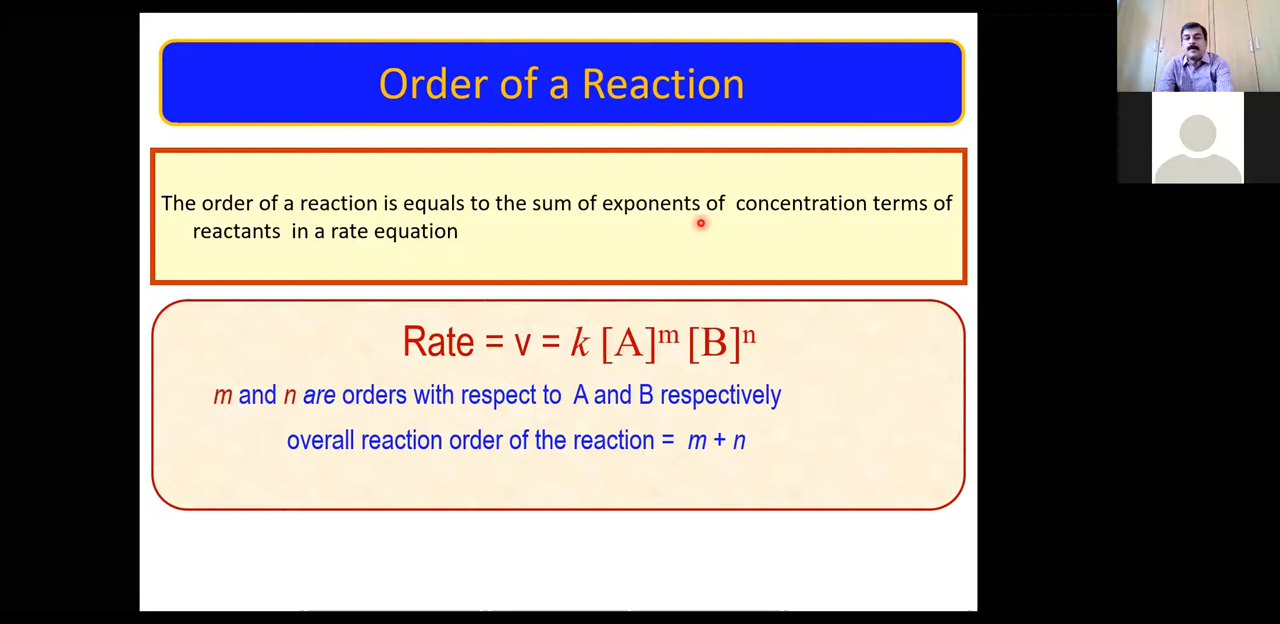 Order of a Reaction
The order of a reaction is equals to the sum of exponents of concentration terms of
reactants in a rate equation
Rate = v = k [A]ᵐ [B]ⁿ
m and n are orders with respect to A and B respectively
overall reaction order of the reaction = m + n